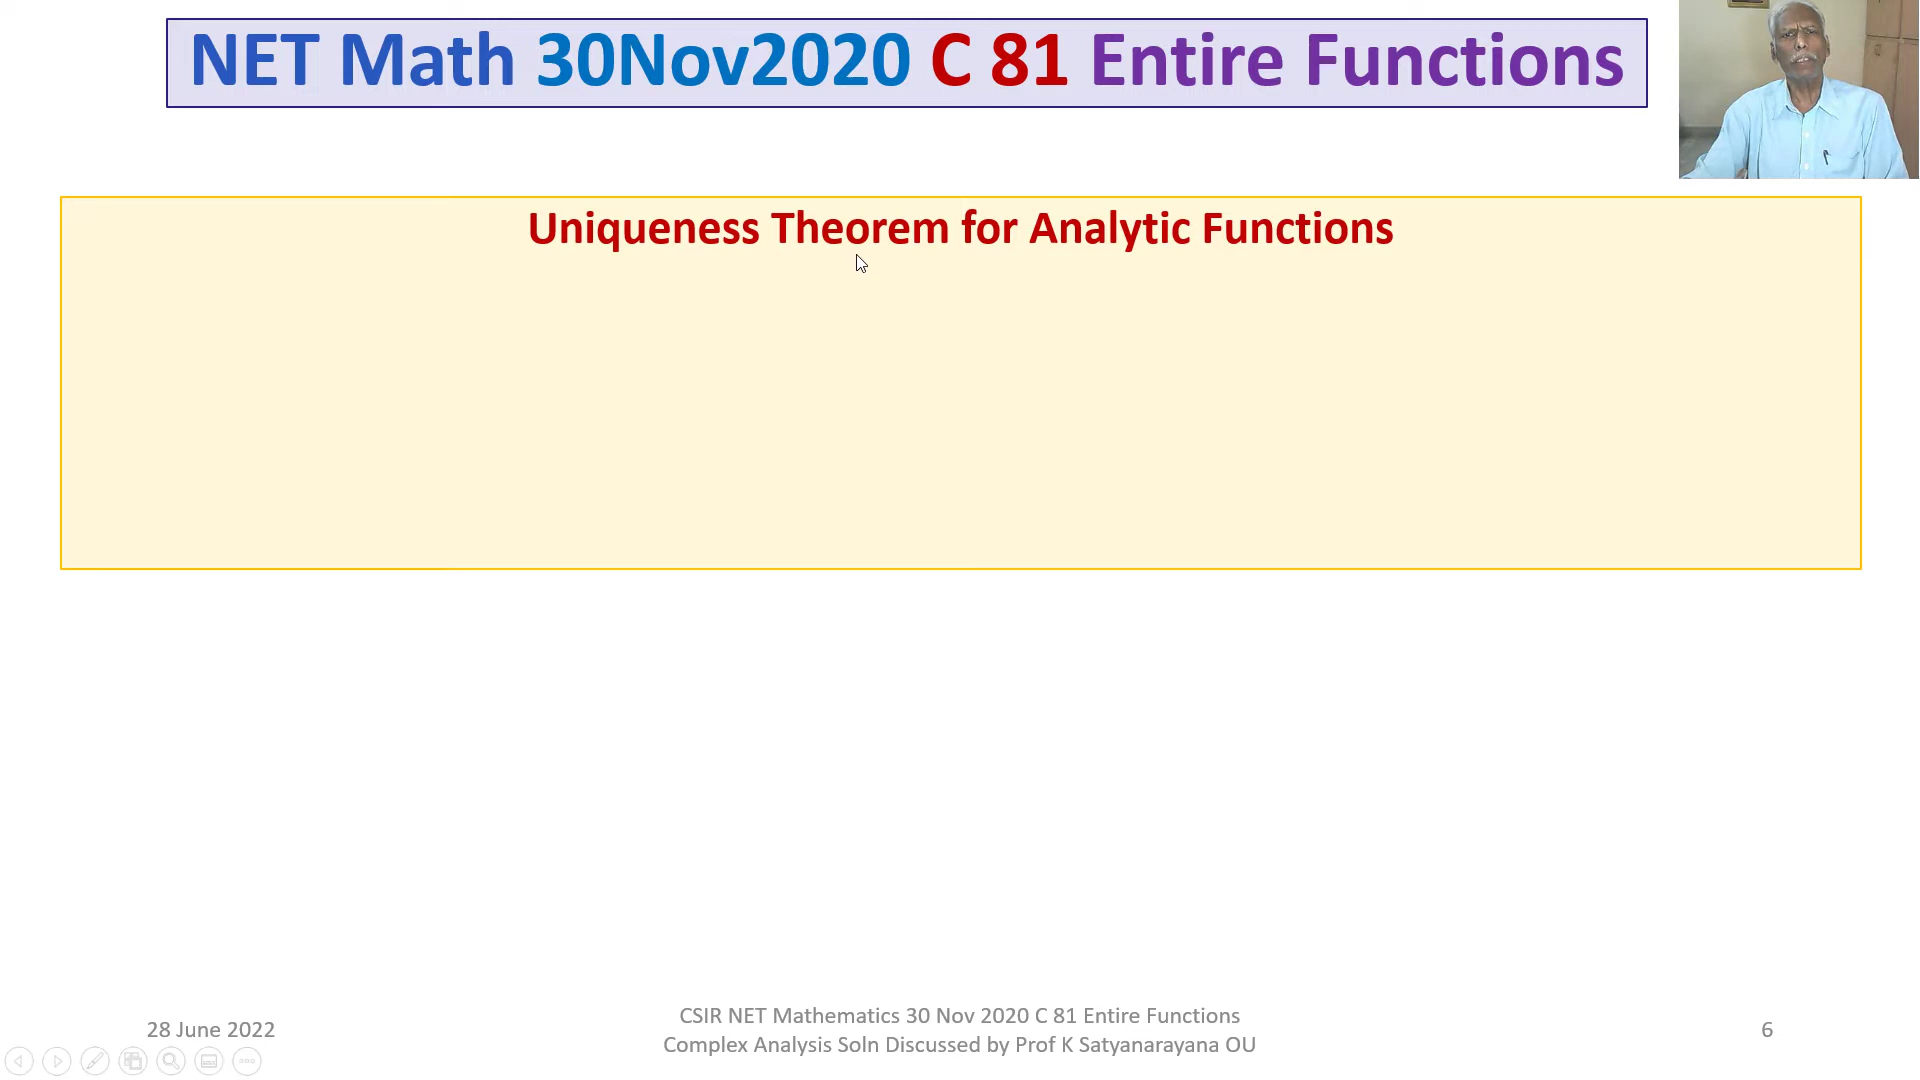 NET Math 30Nov2020 C 81 Entire Functions
Uniqueness Theorem for Analytic Functions
28 June 2022
CSIR NET Mathematics 30 Nov 2020 C 81 Entire Functions
Complex Analysis Soln Discussed by Prof K Satyanarayana OU
6